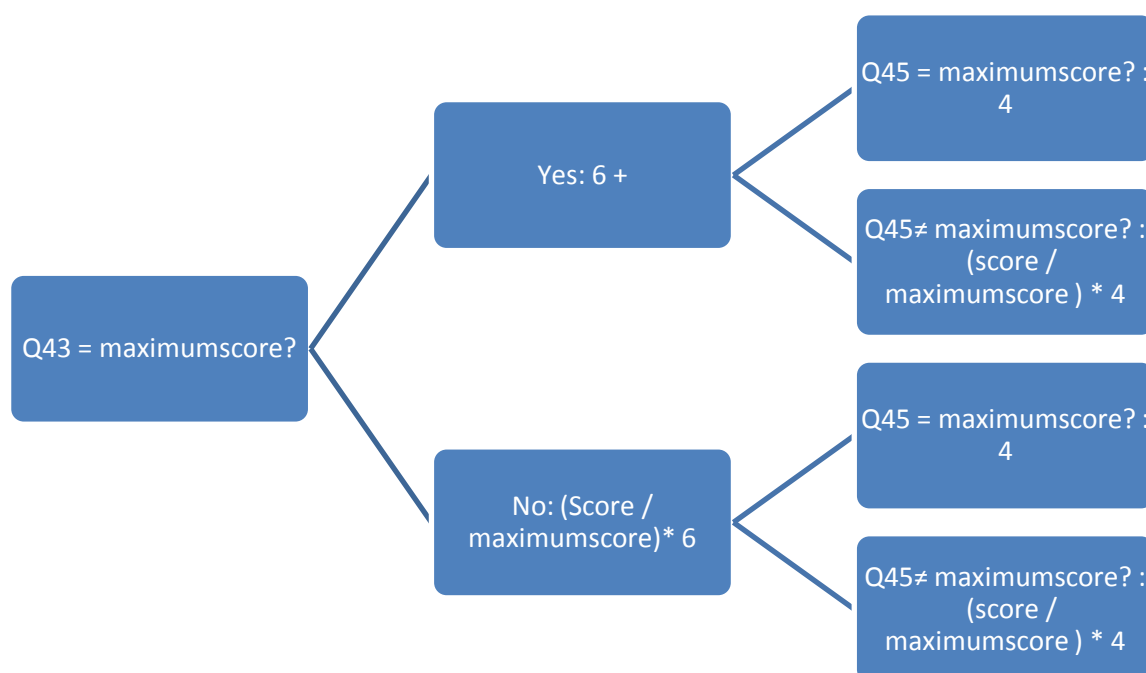 Q43 = maximumscore?
Yes: 6 +
No: (Score /
maximumscore)* 6
Q45 = maximumscore? :
4
Q45≠ maximumscore? :
(score /
maximumscore ) * 4
Q45 = maximumscore? :
4
Q45≠ maximumscore? :
(score /
maximumscore ) * 4